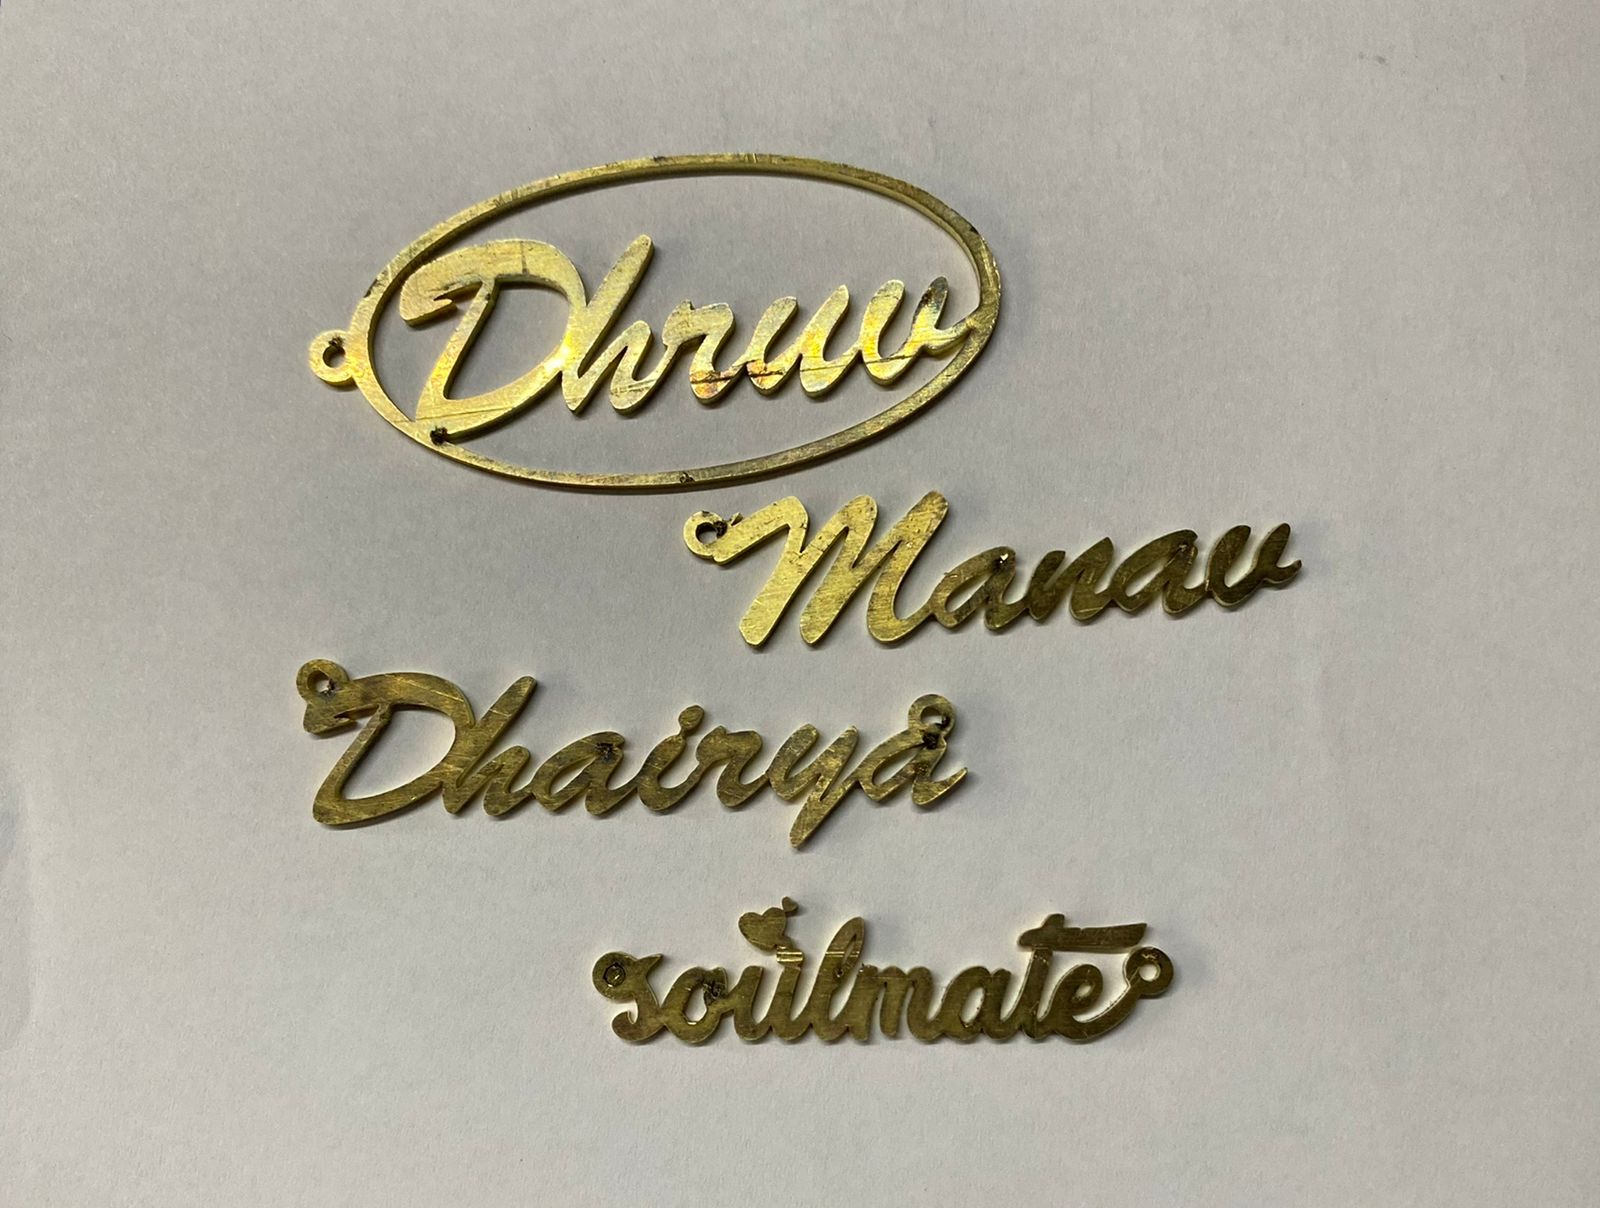 Dhruv
Manav
Dhairya
soulmate